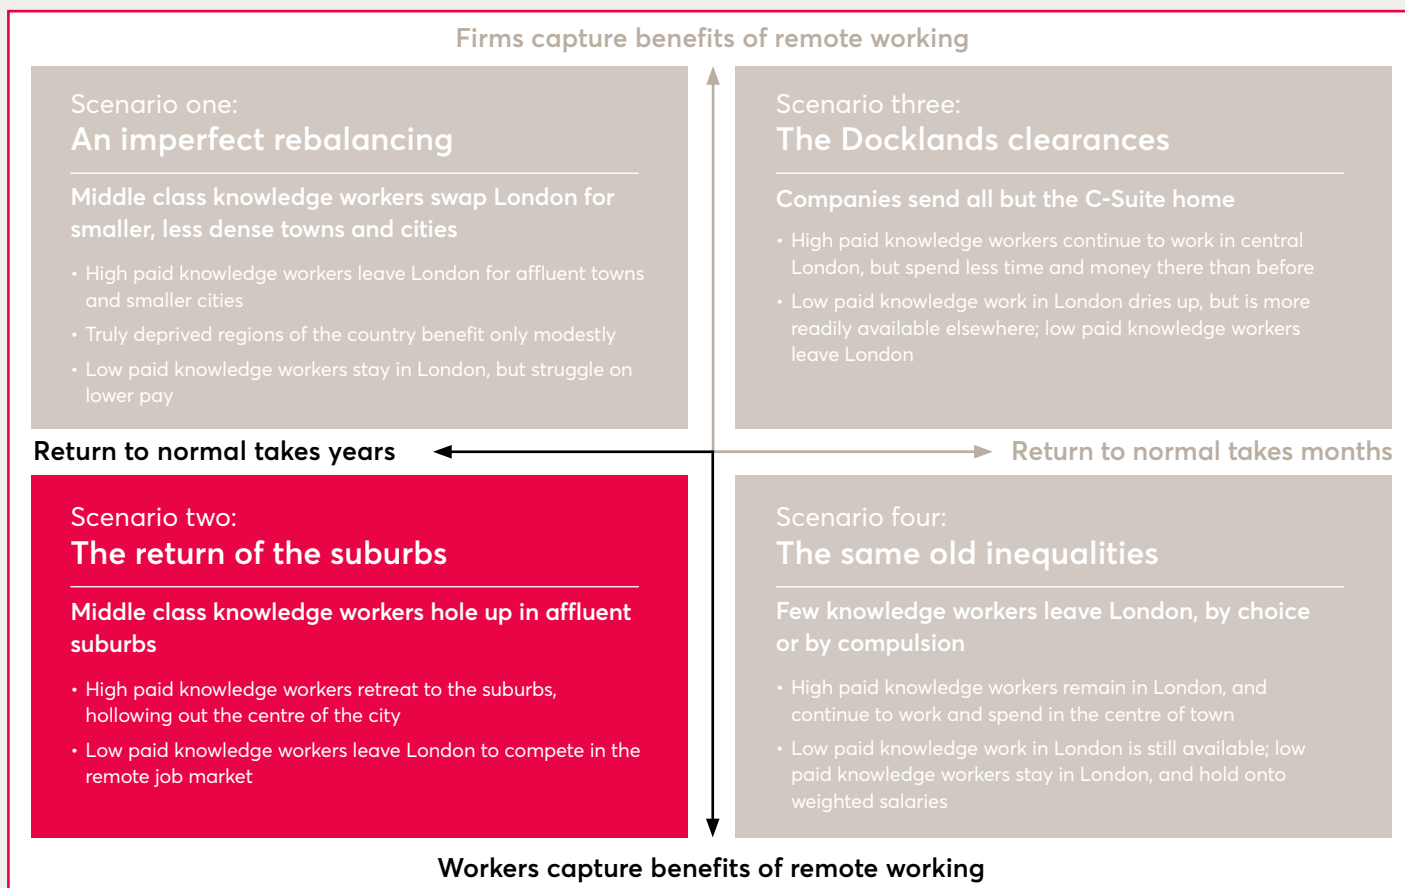 Firms capture benefits of remote working
Scenario one:
An imperfect rebalancing
Middle class knowledge workers swap London for
smaller, less dense towns and cities
• High paid knowledge workers leave London for affluent towns
and smaller cities
• Truly deprived regions of the country benefit only modestly
• Low paid knowledge workers stay in London, but struggle on
lower pay
Scenario three:
The Docklands clearances
Companies send all but the C-Suite home
• High paid knowledge workers continue to work in central
London, but spend less time and money there than before
• Low paid knowledge work in London dries up, but is more
readily available elsewhere; low paid knowledge workers
leave London
Return to normal takes years
Return to normal takes months
Scenario two:
The return of the suburbs
Middle class knowledge workers hole up in affluent
suburbs
• High paid knowledge workers retreat to the suburbs,
hollowing out the centre of the city
• Low paid knowledge workers leave London to compete in the
remote job market
Scenario four:
The same old inequalities
Few knowledge workers leave London, by choice
or by compulsion
• High paid knowledge workers remain in London, and
continue to work and spend in the centre of town
• Low paid knowledge work in London is still available; low
paid knowledge workers stay in London, and hold onto
weighted salaries
Workers capture benefits of remote working